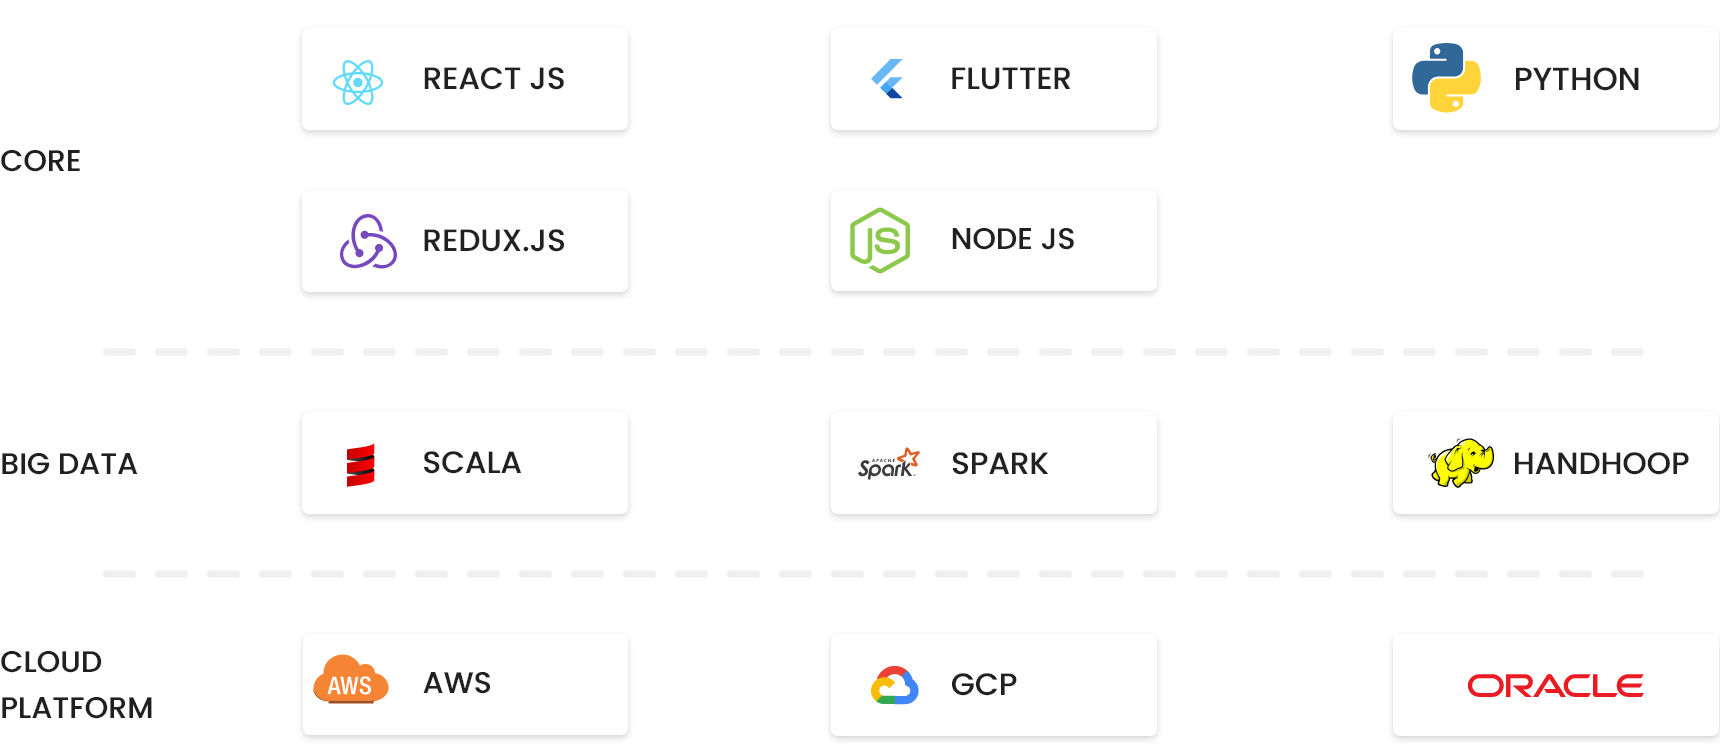 REACT JS
FLUTTER
PYTHON
CORE
REDUX.JS
JS
NODE JS
BIG DATA
SCALA
APACHE
Spark
SPARK
HANDHOOP
CLOUD
PLATFORM
AWS
AWS
GCP
ORACLE